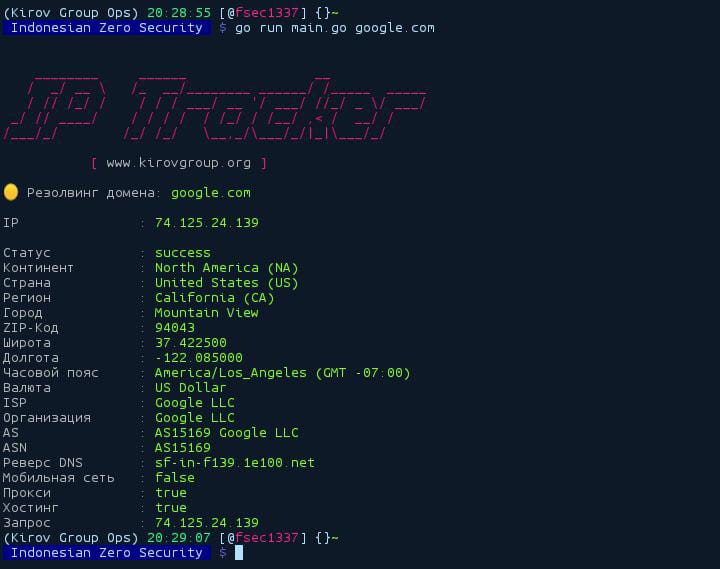 (Kirov Group Ops) 20:28:55 [@fsec1337] {}~
Indonesian Zero Security $ go run main.go google.com
IP Tracker
[ www.kirovgroup.org ]
Резолвинг домена: google.com
IP : 74.125.24.139
Статус : success
Континент : North America (NA)
Страна : United States (US)
Регион : California (CA)
Город : Mountain View
ZIP-Код : 94043
Широта : 37.422500
Долгота : -122.085000
Часовой пояс : America/Los_Angeles (GMT -07:00)
Валюта : US Dollar
ISP : Google LLC
Организация : Google LLC
AS : AS15169 Google LLC
ASN : AS15169
Реверс DNS : sf-in-f139.1e100.net
Мобильная сеть : false
Прокси : true
Хостинг : true
Запрос : 74.125.24.139
(Kirov Group Ops) 20:29:07 [@fsec1337] {}~
Indonesian Zero Security $